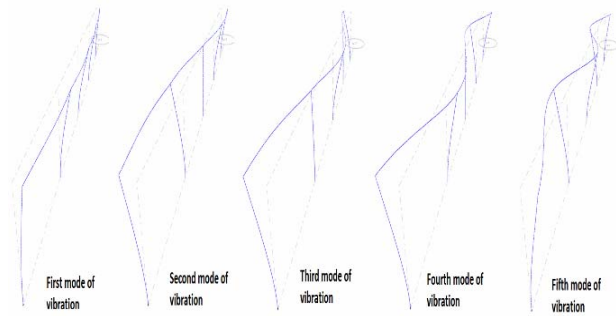 First mode of
vibration
Second mode of
vibration
Third mode of
vibration
Fourth mode of
vibration
Fifth mode of
vibration